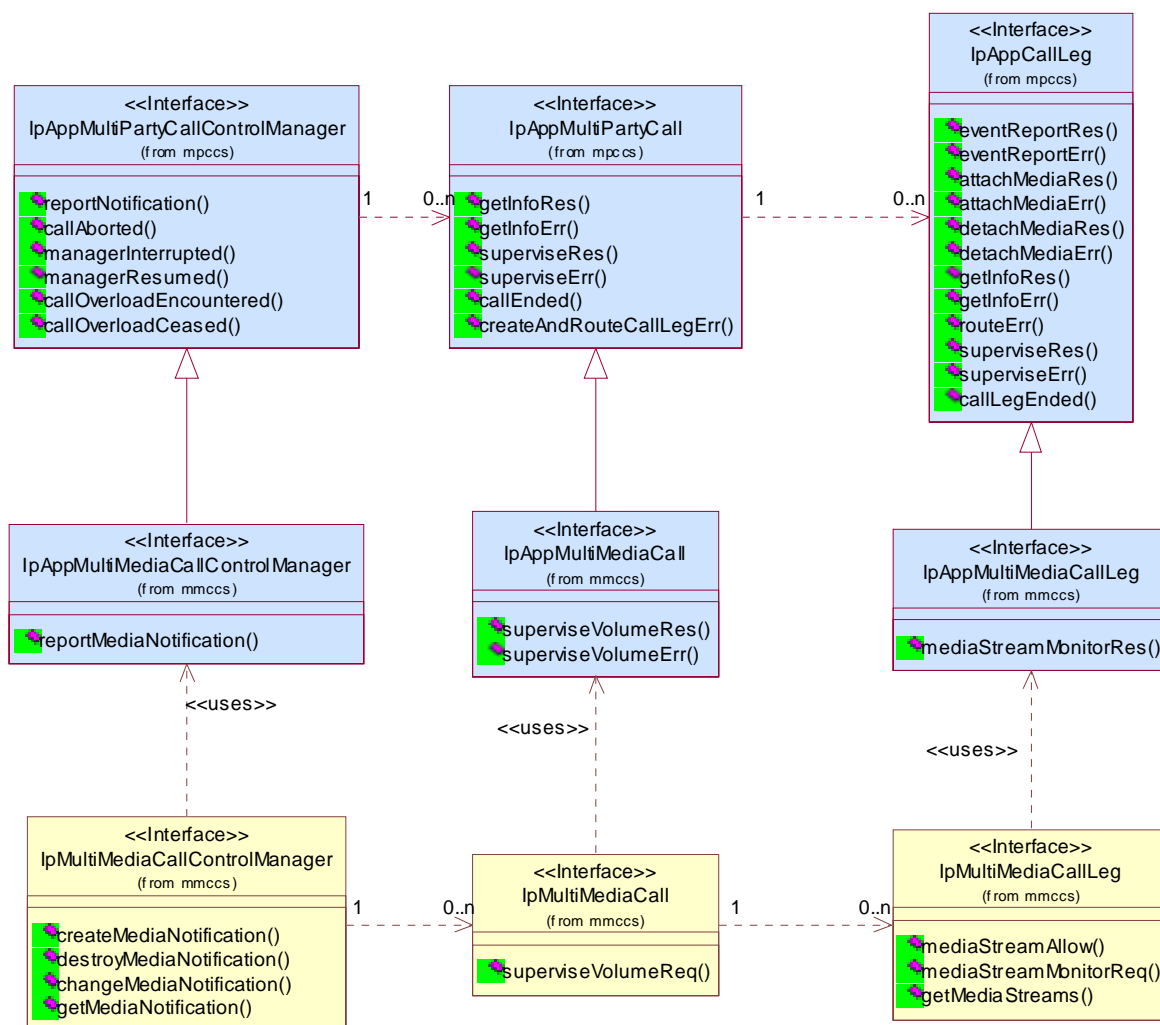 <<Interface>>
IpAppMultiPartyCallControlManager
(from mpccs)
reportNotification()
callAborted()
managerInterrupted()
managerResumed()
callOverloadEncountered()
callOverloadCeased()
1
0..n
<<Interface>>
IpAppMultiPartyCall
(from mpccs)
getInfoRes()
getInfoErr()
superviseRes()
superviseErr()
callEnded()
createAndRouteCallLegErr()
1
0..n
<<Interface>>
IpAppCallLeg
(from mpccs)
eventReportRes()
eventReportErr()
attachMediaRes()
attachMediaErr()
detachMediaRes()
detachMediaErr()
getInfoRes()
getInfoErr()
routeErr()
superviseRes()
superviseErr()
callLegEnded()
<<Interface>>
IpAppMultiMediaCallControlManager
(from mmccs)
reportMediaNotification()
<<Interface>>
IpAppMultiMediaCall
(from mmccs)
superviseVolumeRes()
superviseVolumeErr()
<<Interface>>
IpAppMultiMediaCallLeg
(from mmccs)
mediaStreamMonitorRes()
<<uses>>
<<uses>>
<<uses>>
<<Interface>>
IpMultiMediaCallControlManager
(from mmccs)
createMediaNotification()
destroyMediaNotification()
changeMediaNotification()
getMediaNotification()
1
0..n
<<Interface>>
IpMultiMediaCall
(from mmccs)
superviseVolumeReq()
1
0..n
<<Interface>>
IpMultiMediaCallLeg
(from mmccs)
mediaStreamAllow()
mediaStreamMonitorReq()
getMediaStreams()